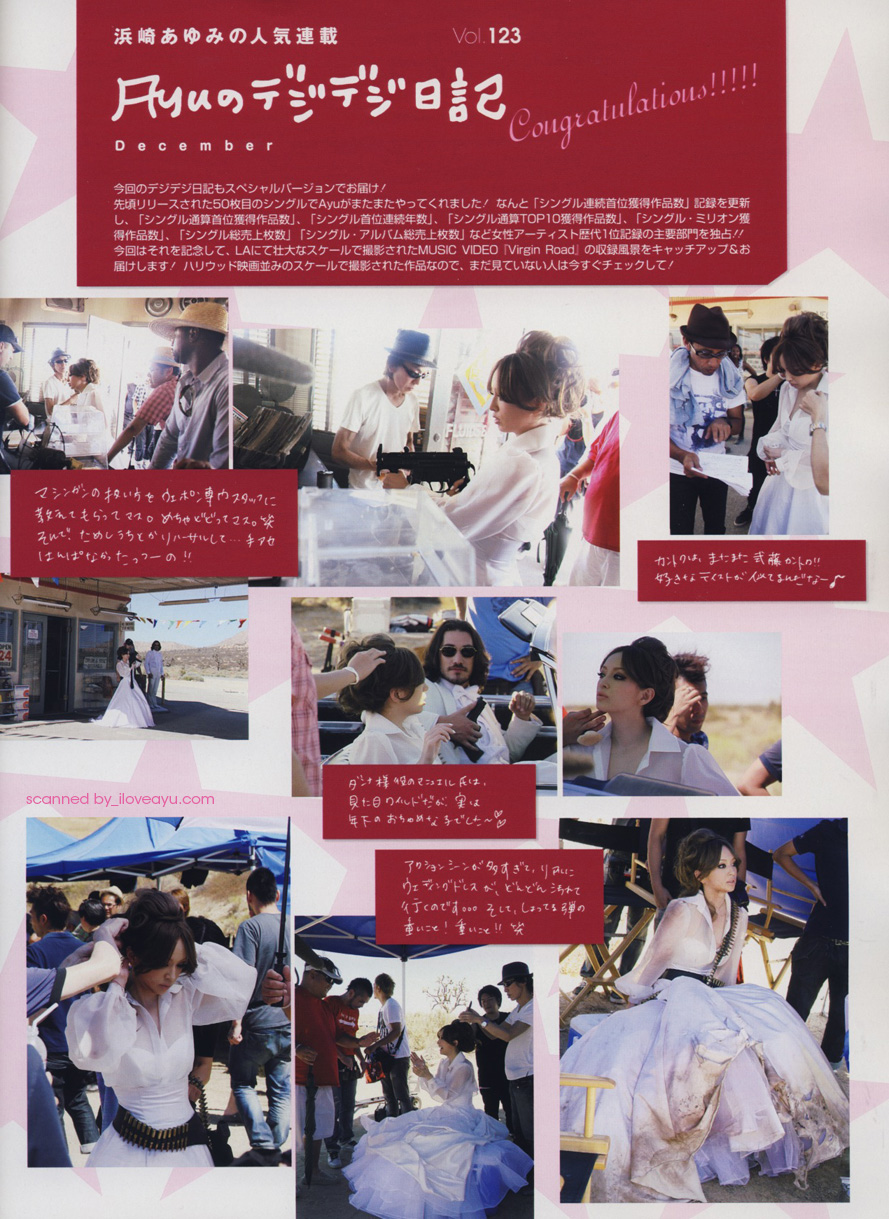 浜崎あゆみの人気連載
Vol.123
Ayuのデジデジ日記
Congratulations!!!!!
December
今回のデジデジ日記もスペシャルバージョンでお届け！
先頃リリースされた50枚目のシングルでAyuがまたまたやってくれました！ なんと「シングル連続首位獲得作品数」記録を更新
し、「シングル通算首位獲得作品数」、「シングル首位連続年数」、「シングル通算TOP10獲得作品数」、「シングル・ミリオン獲
得作品数」、「シングル総売上枚数」「シングル・アルバム総売上枚数」など女性アーティスト歴代1位記録の主要部門を独占!!
今回はそれを記念して、LAにて壮大なスケールで撮影されたMUSIC VIDEO『Virgin Road』の収録風景をキャッチアップ&お
届けします！ ハリウッド映画並みのスケールで撮影された作品なので、まだ見ていない人は今すぐチェックして！
マシンガンの扱い方をウェポン専門スタッフに
教えてもらってマス。めちゃどどってマス。笑
それで、ためしうちとかリハーサルして…手アセ
はんぱなかったっつーの!!
カントクは、またまた武藤カントク!!
好きなテイストが似てるんだなー♪
ダンナ様役のマニュエル氏は、
見た目ワイルドだが、実は
年下のおちゃめな子でした〜♡
アクションシーンが多すぎて、リアルに
ウェディングドレスが、どんどん汚れて
行くのです。。。そして、しょってる弾の
重いこと！重いこと!! 笑
24
scanned by_iloveayu.com